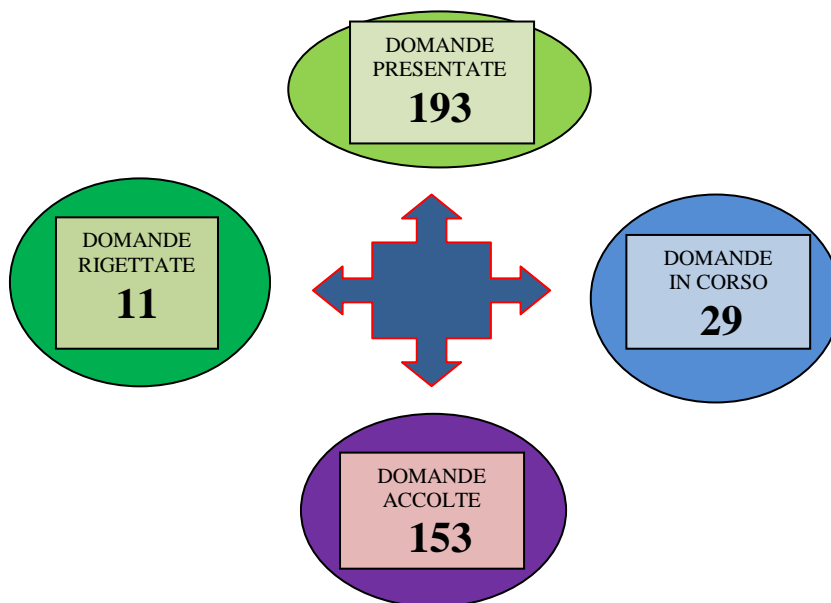 DOMANDE
PRESENTATE
193
DOMANDE
RIGETTATE
11
DOMANDE
IN CORSO
29
DOMANDE
ACCOLTE
153